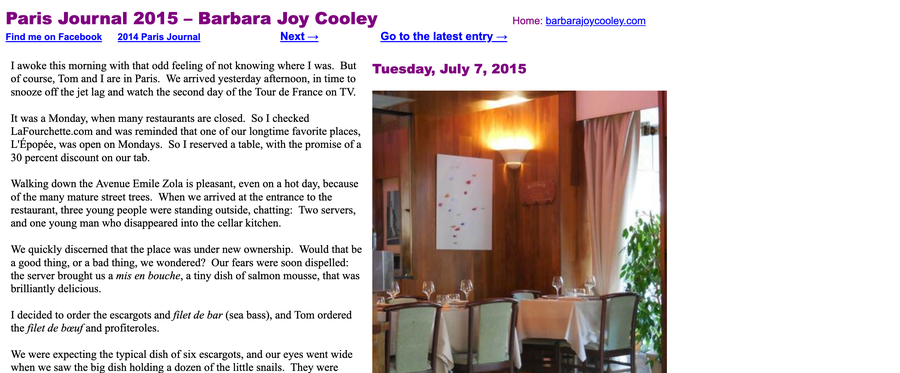 Paris Journal 2015 – Barbara Joy Cooley
Home: barbarajoycooley.com
Find me on Facebook 2014 Paris Journal Next → Go to the latest entry →
I awoke this morning with that odd feeling of not knowing where I was.  But
of course, Tom and I are in Paris.  We arrived yesterday afternoon, in time to
snooze off the jet lag and watch the second day of the Tour de France on TV.
It was a Monday, when many restaurants are closed.  So I checked
LaFourchette.com and was reminded that one of our longtime favorite places,
L'Épopée, was open on Mondays.  So I reserved a table, with the promise of a
30 percent discount on our tab.
Walking down the Avenue Emile Zola is pleasant, even on a hot day, because
of the many mature street trees.  When we arrived at the entrance to the
restaurant, three young people were standing outside, chatting:  Two servers,
and one young man who disappeared into the cellar kitchen.
We quickly discerned that the place was under new ownership.  Would that be
a good thing, or a bad thing, we wondered?  Our fears were soon dispelled:
the server brought us a mis en bouche, a tiny dish of salmon mousse, that was
brilliantly delicious.
I decided to order the escargots and filet de bar (sea bass), and Tom ordered
the filet de bœuf and profiteroles.
We were expecting the typical dish of six escargots, and our eyes went wide
when we saw the big dish holding a dozen of the little snails.  They were
Tuesday, July 7, 2015